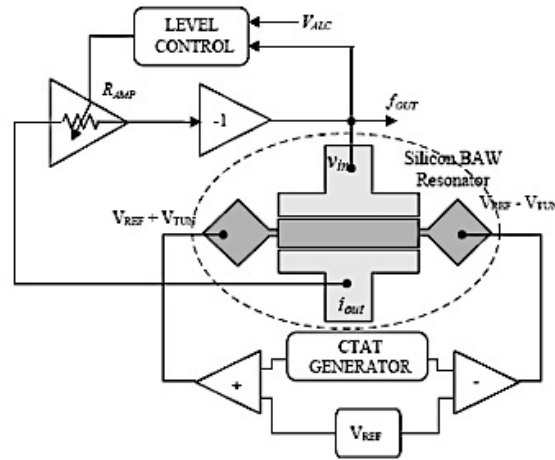 LEVEL
CONTROL
V_ALC
R_AMP
-1
f_OUT
v_in
Silicon BAW
Resonator
V_REF + V_TUN
V_REF - V_TUN
i_out
CTAT
GENERATOR
+
-
V_REF